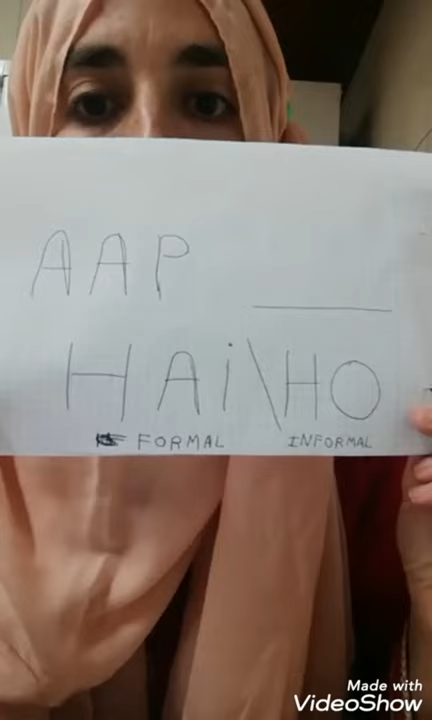 AAP ______
HAi\HO
FORMAL INFORMAL
Made with
VideoShow